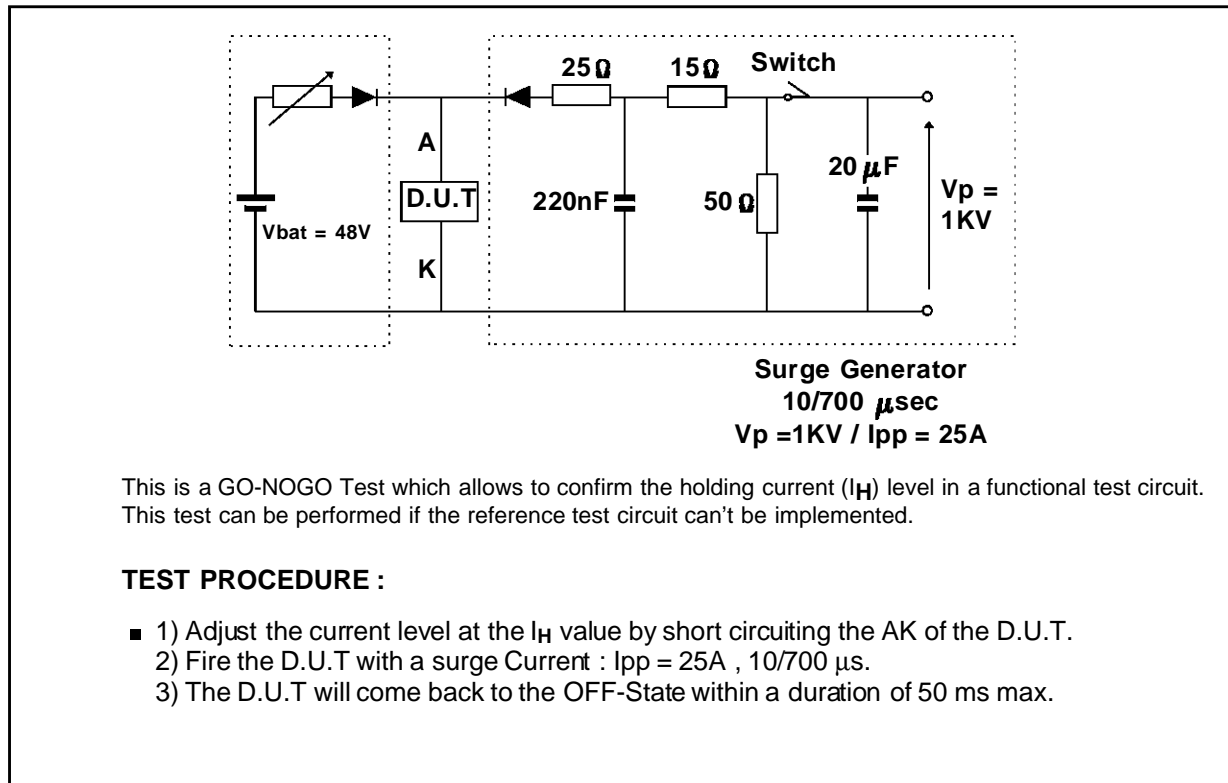 25Ω
15Ω
Switch
A
D.U.T
K
Vbat = 48V
220nF
50Ω
20 μF
Vp =
1KV
Surge Generator
10/700 μsec
Vp =1KV / Ipp = 25A
This is a GO-NOGO Test which allows to confirm the holding current (IH) level in a functional test circuit.
This test can be performed if the reference test circuit can't be implemented.
TEST PROCEDURE :
■ 1) Adjust the current level at the IH value by short circuiting the AK of the D.U.T.
2) Fire the D.U.T with a surge Current : Ipp = 25A , 10/700 μs.
3) The D.U.T will come back to the OFF-State within a duration of 50 ms max.